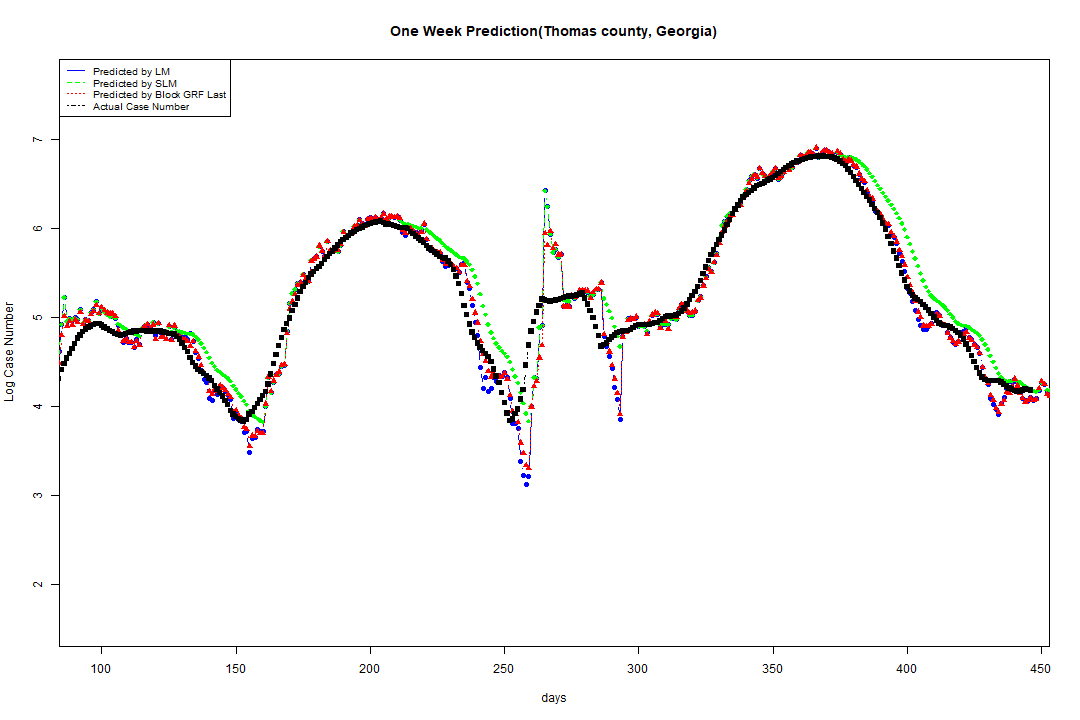 One Week Prediction(Thomas county, Georgia)
Predicted by LM
Predicted by SLM
Predicted by Block GRF Last
Actual Case Number
Log Case Number
7
6
5
4
3
2
100 150 200 250 300 350 400 450
days